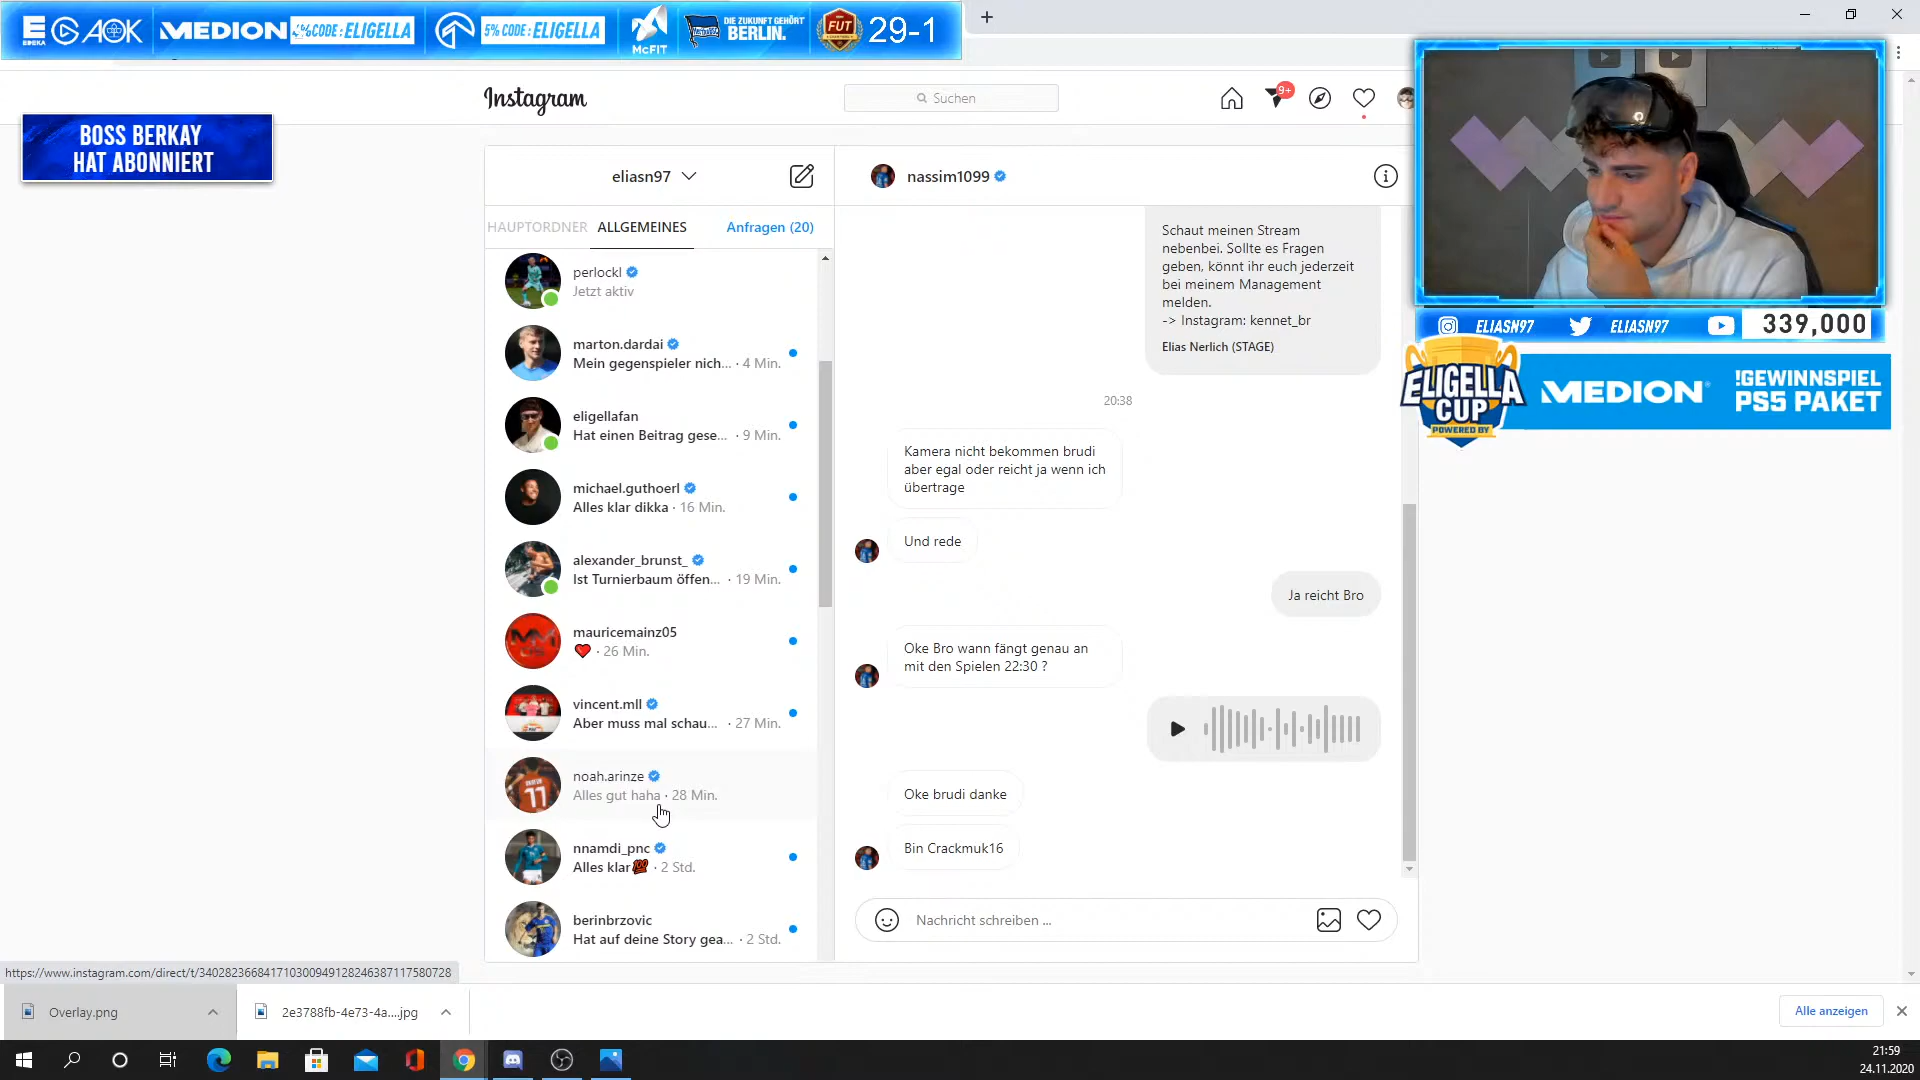 EDEKA
AOK
MEDION
CODE: ELIGELLA
5% CODE: ELIGELLA
McFIT
DIE ZUKUNFT GEHÖRT
BERLIN.
FUT
29-1
BOSS BERKAY
HAT ABONNIERT
Instagram
Suchen
9+
eliasn97
HAUPTORDNER
ALLGEMEINES
Anfragen (20)
perlockl
Jetzt aktiv
marton.dardai
Mein gegenspieler nich... · 4 Min.
eligellafan
Hat einen Beitrag gese... · 9 Min.
michael.guthoerl
Alles klar dikka · 16 Min.
alexander_brunst_
Ist Turnierbaum öffen... · 19 Min.
mauricemainz05
❤️ · 26 Min.
vincent.mll
Aber muss mal schau... · 27 Min.
noah.arinze
Alles gut haha · 28 Min.
nnamdi_pnc
Alles klar💯 · 2 Std.
berinbrzovic
Hat auf deine Story gea... · 2 Std.
nassim1099
Schaut meinen Stream
nebenbei. Sollte es Fragen
geben, könnt ihr euch jederzeit
bei meinem Management
melden.
-> Instagram: kennet_br
Elias Nerlich (STAGE)
20:38
Kamera nicht bekommen brudi
aber egal oder reicht ja wenn ich
übertrage
Und rede
Ja reicht Bro
Oke Bro wann fängt genau an
mit den Spielen 22:30 ?
Oke brudi danke
Bin Crackmuk16
Nachricht schreiben ...
ELIASN97
ELIASN97
339,000
ELIGELLA
CUP
POWERED BY
MEDION
!GEWINNSPIEL
PS5 PAKET
https://www.instagram.com/direct/t/340282366841710300949128246387117580728
Overlay.png
2e3788fb-4e73-4a....jpg
Alle anzeigen
21:59
24.11.2020